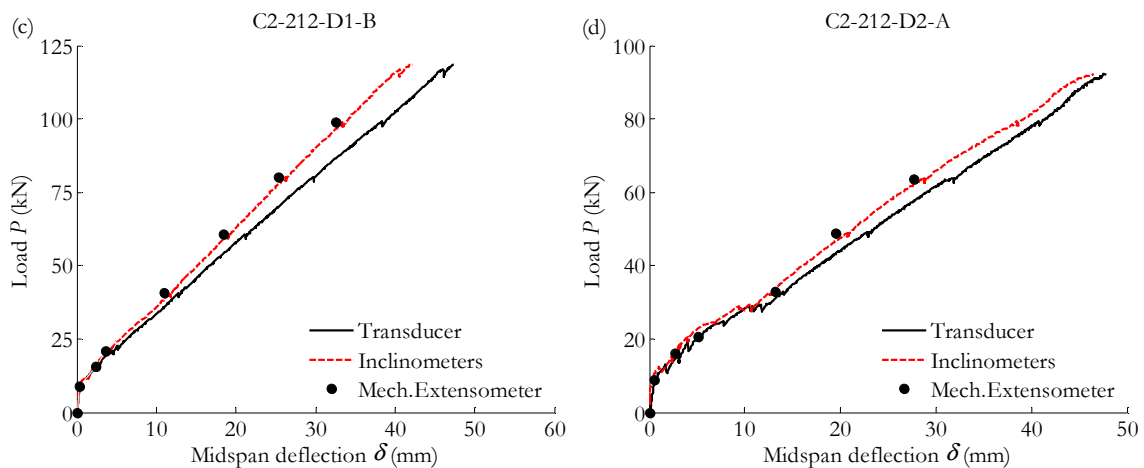 (c)
C2-212-D1-B
125
100
75
50
25
0
Load P (kN)
Transducer
Inclinometers
Mech.Extensometer
0 10 20 30 40 50 60
Midspan deflection δ (mm)
(d)
C2-212-D2-A
100
80
60
40
20
0
Load P (kN)
Transducer
Inclinometers
Mech.Extensometer
0 10 20 30 40 50
Midspan deflection δ (mm)